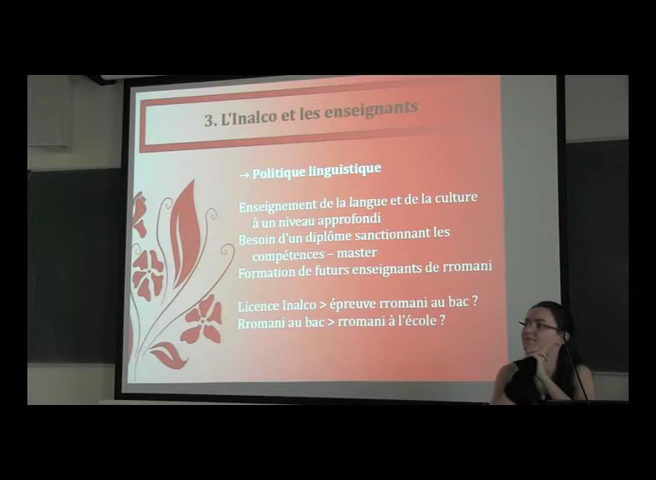 3. L'Inalco et les enseignants
→ Politique linguistique
Enseignement de la langue et de la culture
à un niveau approfondi
Besoin d'un diplôme sanctionnant les
compétences – master
Formation de futurs enseignants de rromani
Licence Inalco > épreuve rromani au bac ?
Rromani au bac > rromani à l'école ?